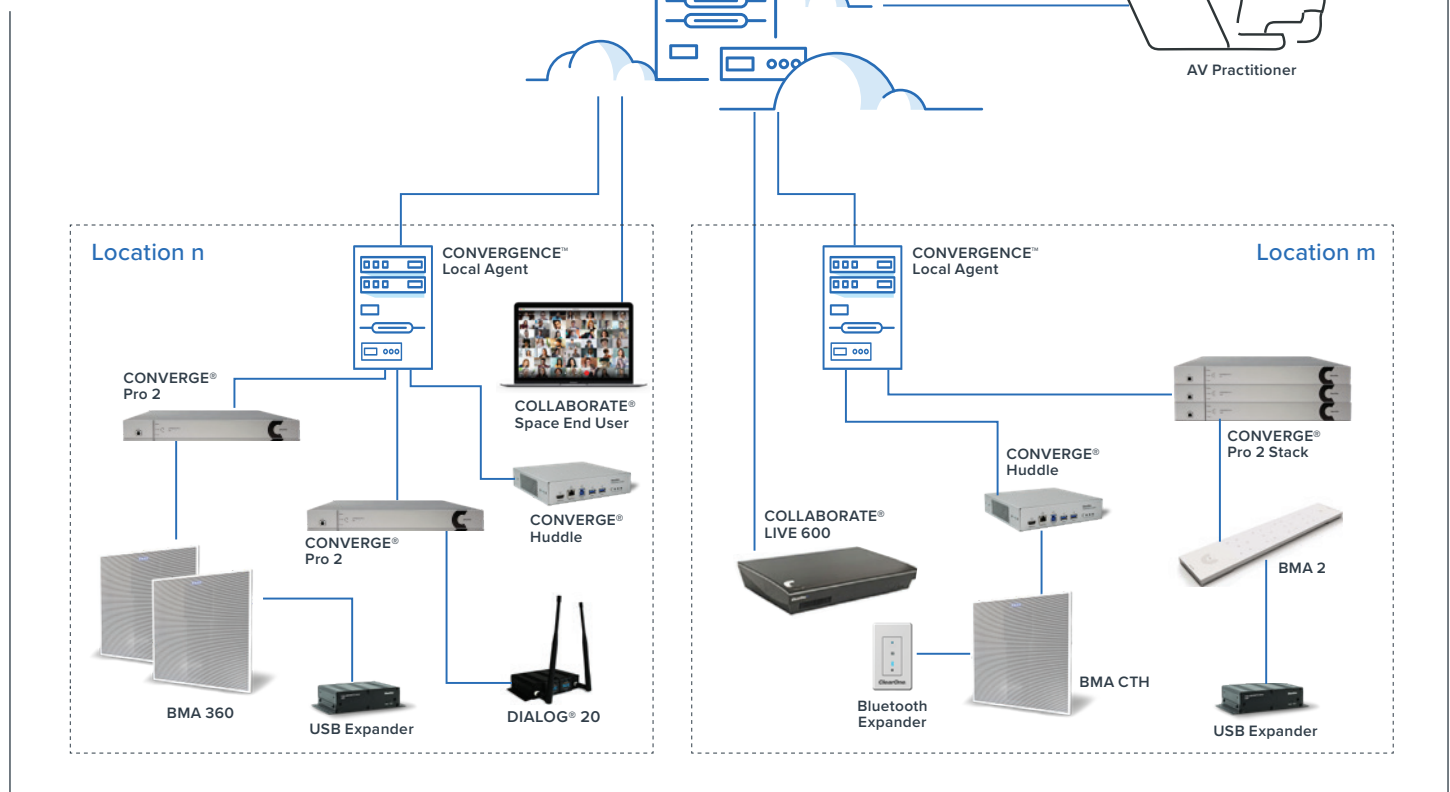 AV Practitioner
Location n
CONVERGENCE™
Local Agent
CONVERGE®
Pro 2
COLLABORATE®
Space End User
CONVERGE®
Huddle
CONVERGE®
Pro 2
BMA 360
USB Expander
DIALOG® 20
Location m
CONVERGENCE™
Local Agent
CONVERGE®
Pro 2 Stack
CONVERGE®
Huddle
COLLABORATE®
LIVE 600
BMA 2
ClearOne
Bluetooth
Expander
BMA CTH
USB Expander